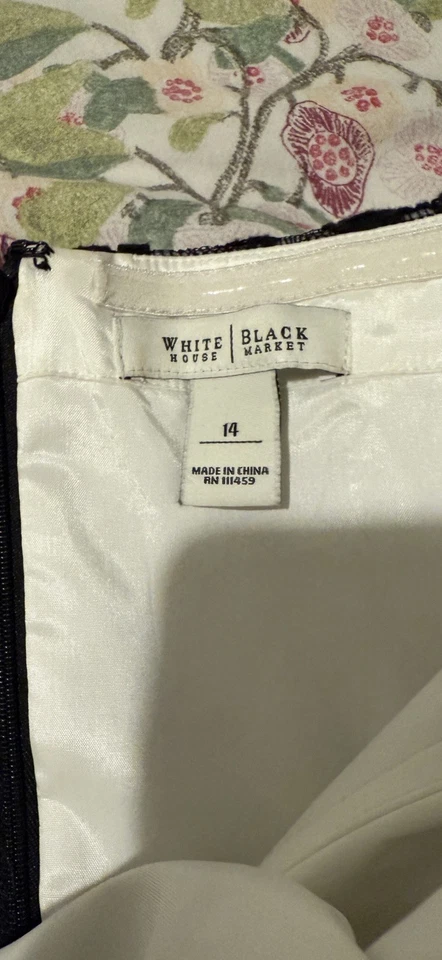 WHITE | BLACK
HOUSE | MARKET
14
MADE IN CHINA
RN 111459